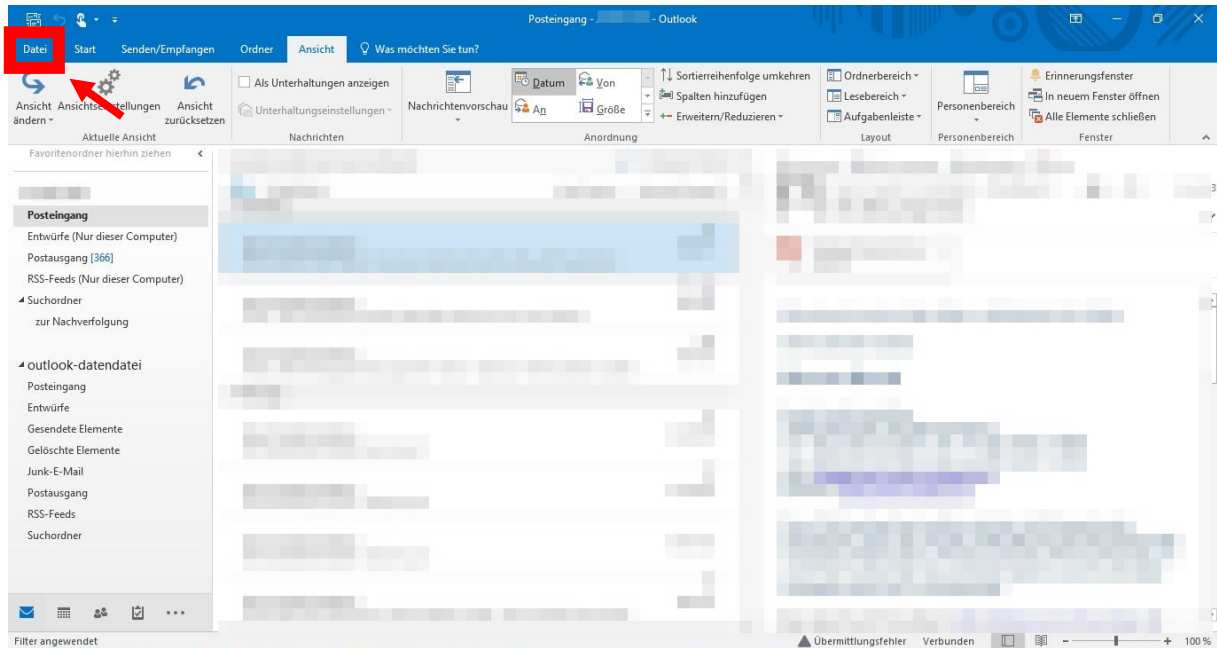 Posteingang - - Outlook
Datei Start Senden/Empfangen Ordner Ansicht Was möchten Sie tun?
Ansicht ändern
Ansichtseinstellungen
Ansicht zurücksetzen
Aktuelle Ansicht
Als Unterhaltungen anzeigen
Unterhaltungseinstellungen
Nachrichten
Nachrichtenvorschau
Datum Von
An Größe
Sortierreihenfolge umkehren
Spalten hinzufügen
Erweitern/Reduzieren
Anordnung
Ordnerbereich
Lesebereich
Aufgabenleiste
Layout
Personenbereich
Personenbereich
Erinnerungsfenster
In neuem Fenster öffnen
Alle Elemente schließen
Fenster
Favoritenordner hierhin ziehen
Posteingang
Entwürfe (Nur dieser Computer)
Postausgang [366]
RSS-Feeds (Nur dieser Computer)
Suchordner
zur Nachverfolgung
outlook-datendatei
Posteingang
Entwürfe
Gesendete Elemente
Gelöschte Elemente
Junk-E-Mail
Postausgang
RSS-Feeds
Suchordner
Filter angewendet
Übermittlungsfehler Verbunden 100 %